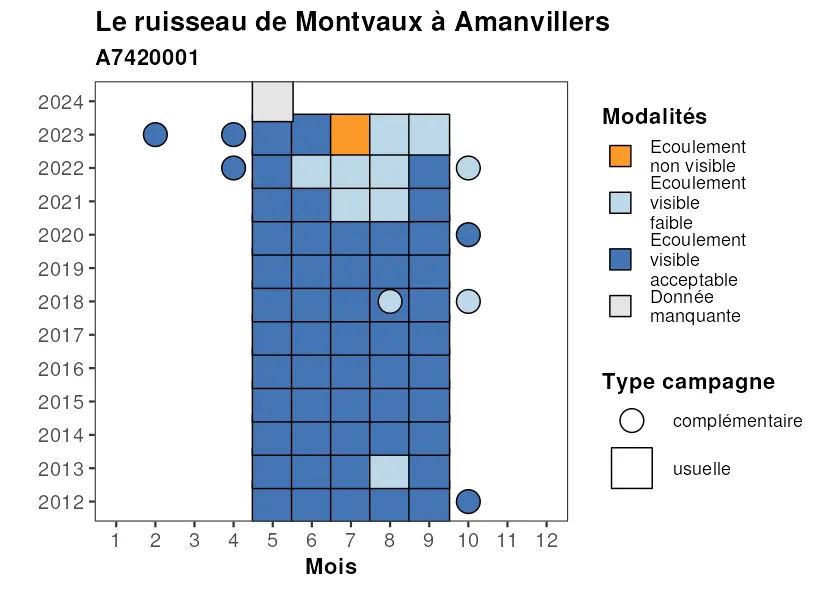 Le ruisseau de Montvaux à Amanvillers
A7420001
2024
2023
2022
2021
2020
2019
2018
2017
2016
2015
2014
2013
2012
1 2 3 4 5 6 7 8 9 10 11 12
Mois
Modalités
Ecoulement
non visible
Ecoulement
visible
faible
Ecoulement
visible
acceptable
Donnée
manquante
Type campagne
complémentaire
usuelle